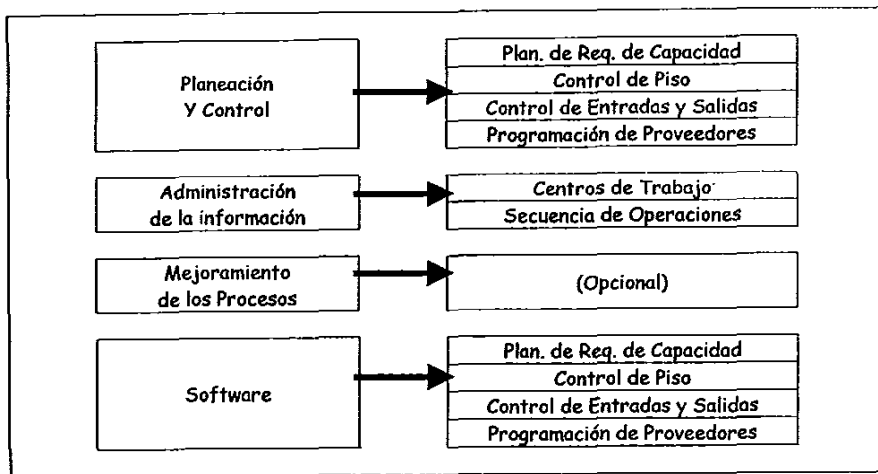 Planeación
Y Control
Plan. de Req. de Capacidad
Control de Piso
Control de Entradas y Salidas
Programación de Proveedores
Administración
de la información
Centros de Trabajo
Secuencia de Operaciones
Mejoramiento
de los Procesos
(Opcional)
Software
Plan. de Req. de Capacidad
Control de Piso
Control de Entradas y Salidas
Programación de Proveedores